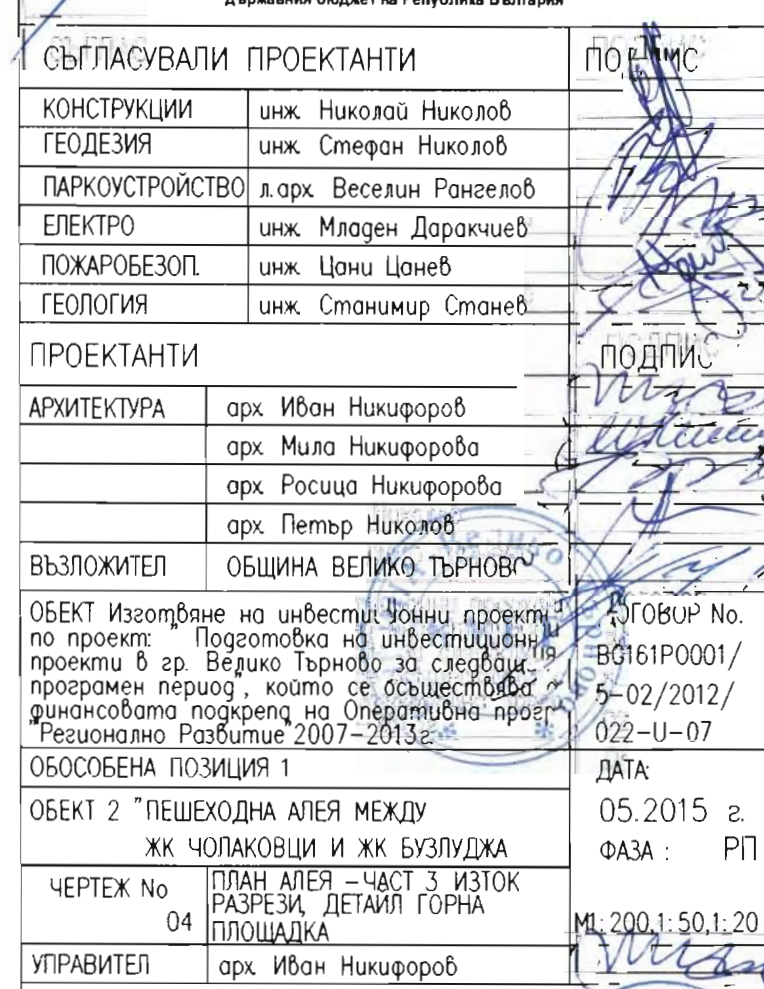 държавния бюджет на Република България
СЪГЛАСУВАЛИ ПРОЕКТАНТИ ПОДПИС
КОНСТРУКЦИИ инж. Николай Николов
ГЕОДЕЗИЯ инж. Стефан Николов
ПАРКОУСТРОЙСТВО л.арх. Веселин Рангелов
ЕЛЕКТРО инж. Младен Даракчиев
ПОЖАРОБЕЗОП. инж. Цани Цанев
ГЕОЛОГИЯ инж. Станимир Станев
ПРОЕКТАНТИ ПОДПИС
АРХИТЕКТУРА арх. Иван Никифоров
арх. Мила Никифорова
арх. Росица Никифорова
арх. Петър Николов
ВЪЗЛОЖИТЕЛ ОБЩИНА ВЕЛИКО ТЪРНОВО
ОБЕКТ Изготвяне на инвестиционни проекти
по проект: " Подготовка на инвестиционни
проекти в гр. Велико Търново за следващ
програмен период", който се осъществява с
финансовата подкрепа на Оперативна прогр
"Регионално Развитие"2007-2013г.
ДОГОВОР No.
BG161PO001/
5-02/2012/
022-U-07
ОБОСОБЕНА ПОЗИЦИЯ 1
ДАТА:
05.2015 г.
ОБЕКТ 2 "ПЕШЕХОДНА АЛЕЯ МЕЖДУ
ЖК ЧОЛАКОВЦИ И ЖК БУЗЛУДЖА
ФАЗА : РП
ЧЕРТЕЖ No
04
ПЛАН АЛЕЯ -ЧАСТ 3 ИЗТОК
РАЗРЕЗИ, ДЕТАЙЛ ГОРНА
ПЛОЩАДКА
М1:200,1:50,1:20
УПРАВИТЕЛ арх. Иван Никифоров